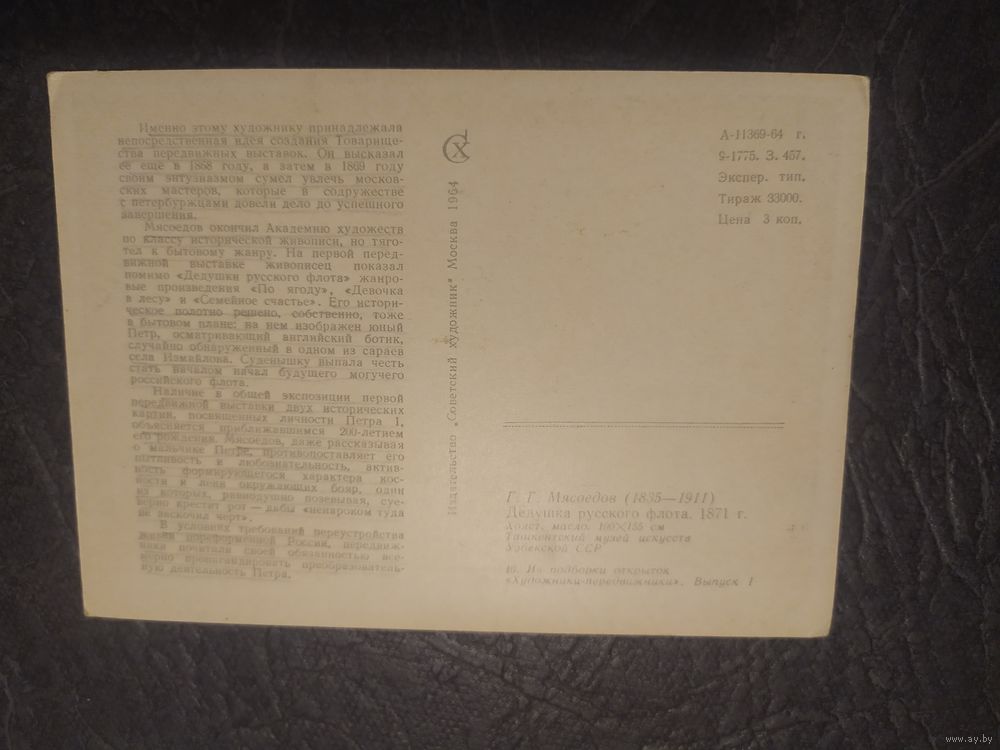 Именно этому художнику принадлежала
непосредственная идея создания Товарище-
ства передвижных выставок. Он высказал
ее еще в 1868 году, а затем в 1869 году
своим энтузиазмом сумел увлечь москов-
ских мастеров, которые в содружестве
с петербуржцами довели дело до успешного
завершения.
Мясоедов окончил Академию художеств
по классу исторической живописи, но тяго-
тел к бытовому жанру. На первой перед-
вижной выставке живописец показал
помимо «Дедушки русского флота» жанро-
вые произведения «По ягоду», «Девочка
в лесу» и «Семейное счастье». Его истори-
ческое полотно решено, собственно, тоже
в бытовом плане: на нем изображен юный
Петр, осматривающий английский ботик,
случайно обнаруженный в одном из сараев
села Измайлова. Суденышку выпала честь
стать началом начал будущего могучего
российского флота.
Наличие в общей экспозиции первой
передвижной выставки двух исторических
картин, посвященных личности Петра I,
объясняется приближавшимся 200-летием
его рождения. Мясоедов, даже рассказывая
о мальчике Петре, противопоставляет его
пытливость и любознательность, актив-
ность формирующегося характера кос-
ности и лени окружающих бояр, один
из которых, равнодушно позевывая, суе-
верно крестит рот — дабы «ненароком туда
не заскочил черт».
В условиях требований переустройства
жизни пореформенной России, передвиж-
ники почитали своей обязанностью все-
мерно пропагандировать преобразователь-
ную деятельность Петра.
СХ
Издательство „Советский художник" Москва 1964
А-11369-64 г.
9-1775. З. 457.
Экспер. тип.
Тираж 33000.
Цена 3 коп.
Г. Г. Мясоедов (1835—1911)
Дедушка русского флота. 1871 г.
Холст, масло. 100×155 см
Ташкентский музей искусств
Узбекской ССР
16. Из подборки открыток
«Художники-передвижники». Выпуск I
www.ay.by